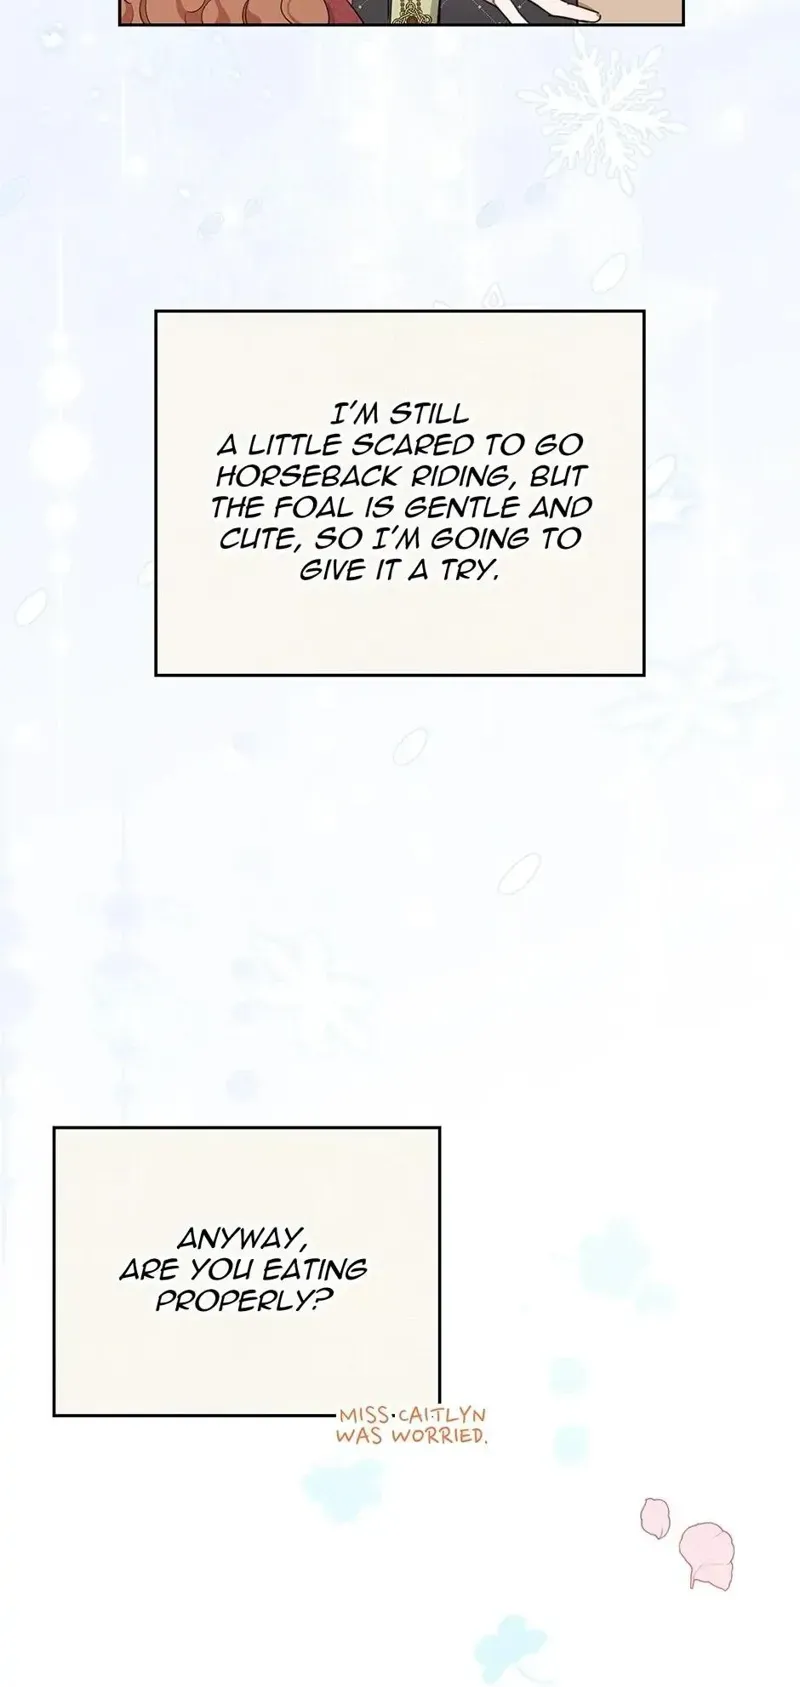 I'M STILL
A LITTLE SCARED TO GO
HORSEBACK RIDING, BUT
THE FOAL IS GENTLE AND
CUTE, SO I'M GOING TO
GIVE IT A TRY.
ANYWAY,
ARE YOU EATING
PROPERLY?
MISS CAITLYN
WAS WORRIED.